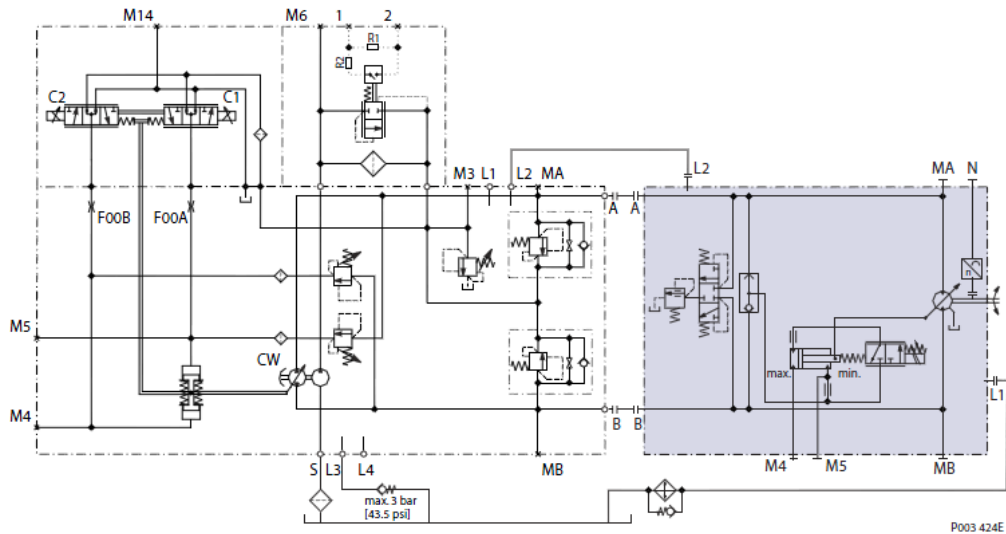 M14 M6 1 2
R1
R2
C2 C1
M3 L1 L2 MA L2 MA N
A A
F00B F00A
n
M5
CW
max. min.
M4
L1
B B
S L3 L4 MB M4 M5 MB
max. 3 bar
[43.5 psi]
P003 424E